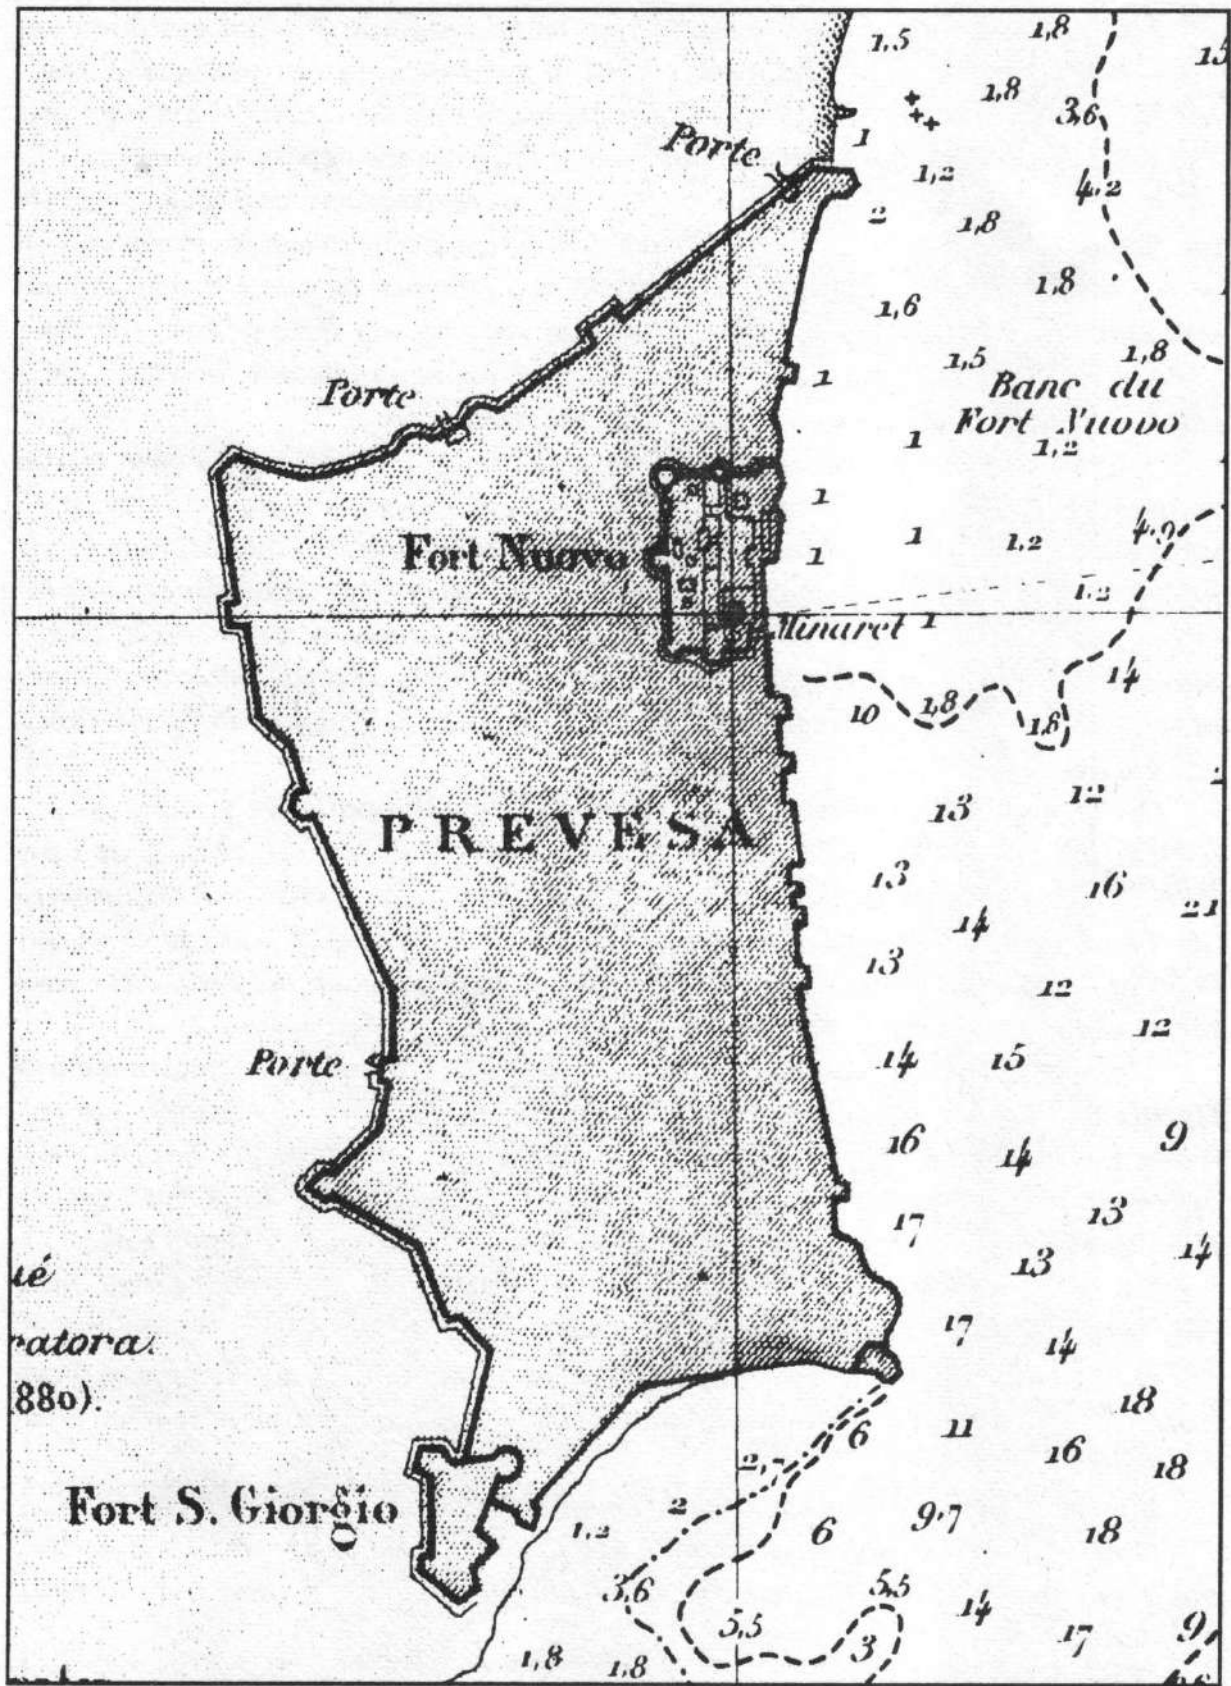 1,5 1,8 15
1,8
3,6
Porte 1
1,2 4,2
2 1,8
1,8
1,6
1,5 1,8
1 Banc du
Porte Fort Nuovo
1 1,2
1
Fort Nuovo 1 1 1,2 4,9
1,2
Minaret 1
14
10 1,8
1,8
12
PREVESA 13
13 16
14 21
13
12
12
Porte 14 15
16 14 9
17 13
14
ué 13
ratora. 17 14
880). 18
6 11
2, 16 18
Fort S. Giorgio 2
1,2 6 9,7 18
3,6 5,5
14
5,5 17 9
1,8 1,8 3